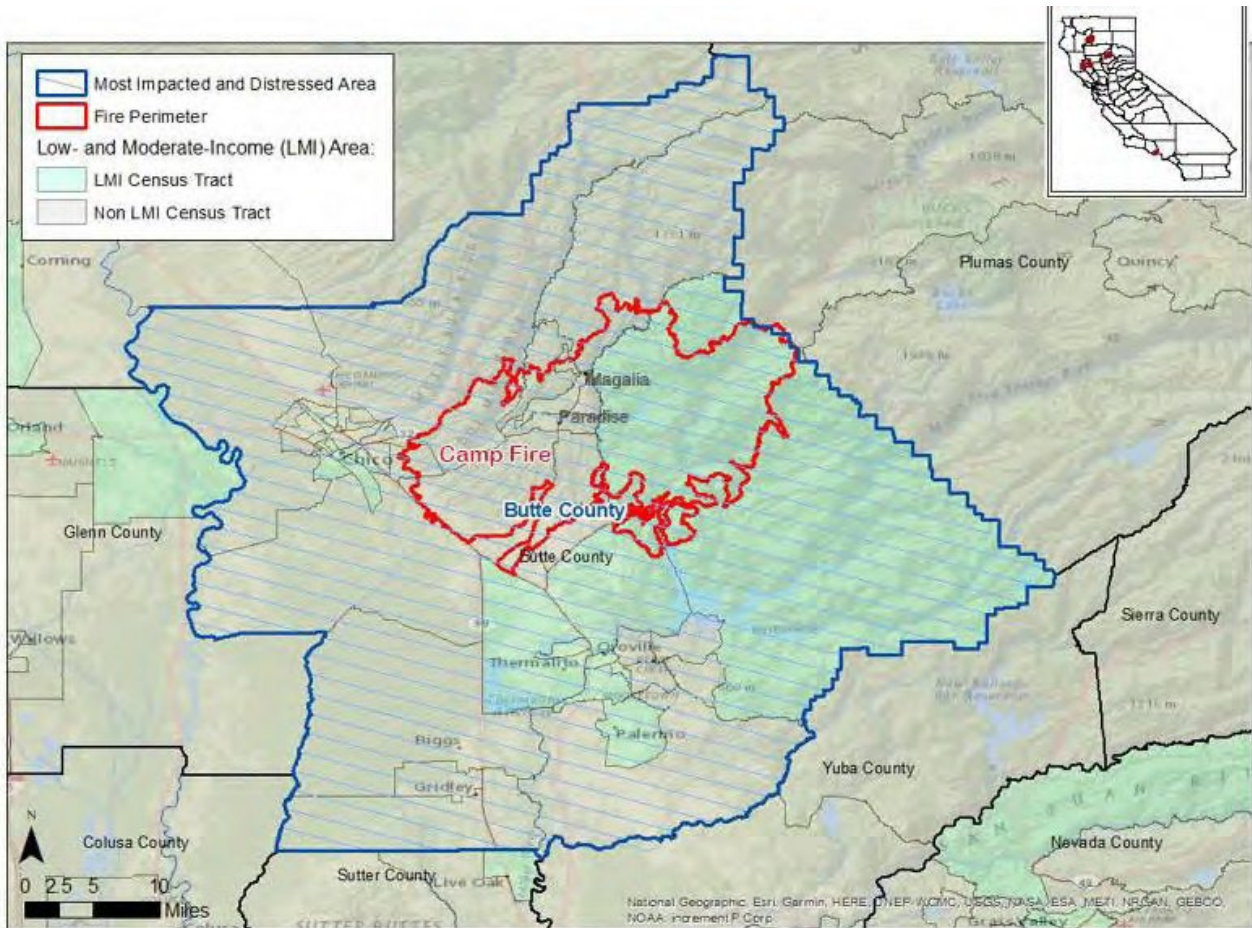 Most Impacted and Distressed Area
Fire Perimeter
Low- and Moderate-Income (LMI) Area:
LMI Census Tract
Non LMI Census Tract
Corning
Plumas County
Quincy
Magalia
Paradise
Orland
Chico
Camp Fire
Butte County
Glenn County
Butte County
Sierra County
Willows
Oroville
Thermalito
Palermo
Biggs
Yuba County
Gridley
N
Colusa County
Nevada County
Sutter County
Live Oak
0 2.5 5 10
Miles
National Geographic, Esri, Garmin, HERE, UNEP-WCMC, USGS, NASA, ESA, METI, NRCAN, GEBCO,
NOAA, increment P Corp.
SUTTER BUTTES
Grass Valley